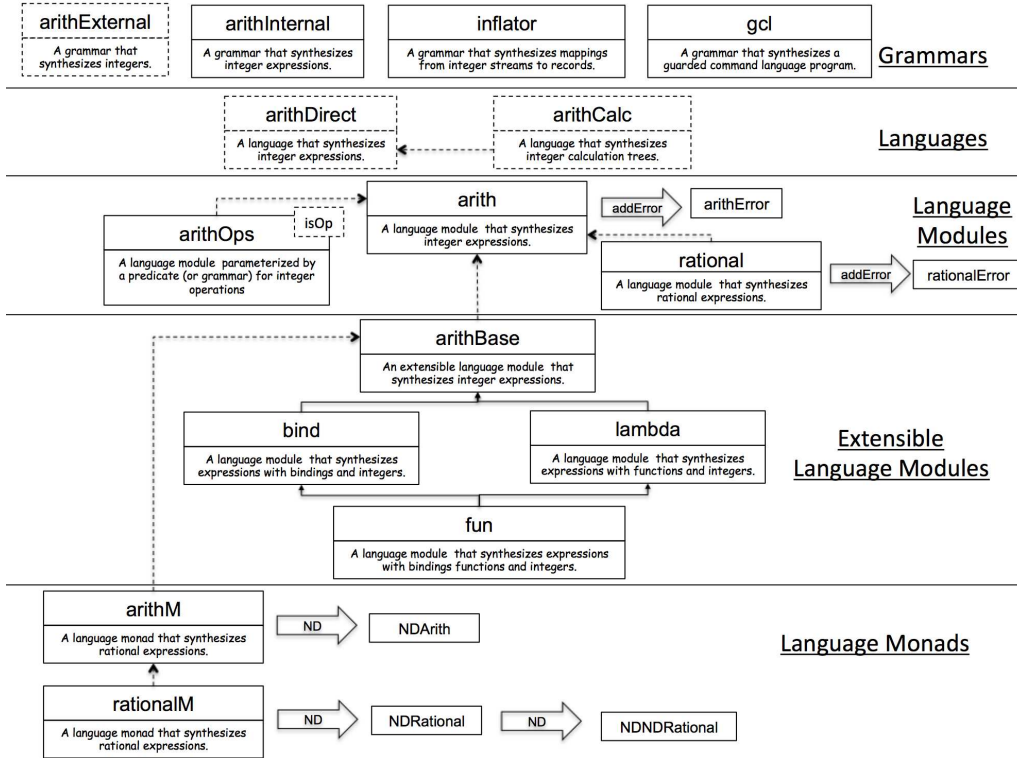 arithExternal
A grammar that
synthesizes integers.
arithInternal
A grammar that synthesizes
integer expressions.
inflator
A grammar that synthesizes mappings
from integer streams to records.
gcl
A grammar that synthesizes a
guarded command language program.
Grammars
arithDirect
A language that synthesizes
integer expressions.
arithCalc
A language that synthesizes
integer calculation trees.
Languages
arithOps
isOp
A language module parameterized by
a predicate (or grammar) for integer
operations
arith
A language module that synthesizes
integer expressions.
addError
arithError
rational
A language module that synthesizes
rational expressions.
addError
rationalError
Language
Modules
arithBase
An extensible language module that
synthesizes integer expressions.
bind
A language module that synthesizes
expressions with bindings and integers.
lambda
A language module that synthesizes
expressions with functions and integers.
fun
A language module that synthesizes expressions
with bindings functions and integers.
Extensible
Language Modules
arithM
A language monad that synthesizes
rational expressions.
ND
NDArith
Language Monads
rationalM
A language monad that synthesizes
rational expressions.
ND
NDRational
ND
NDNDRational